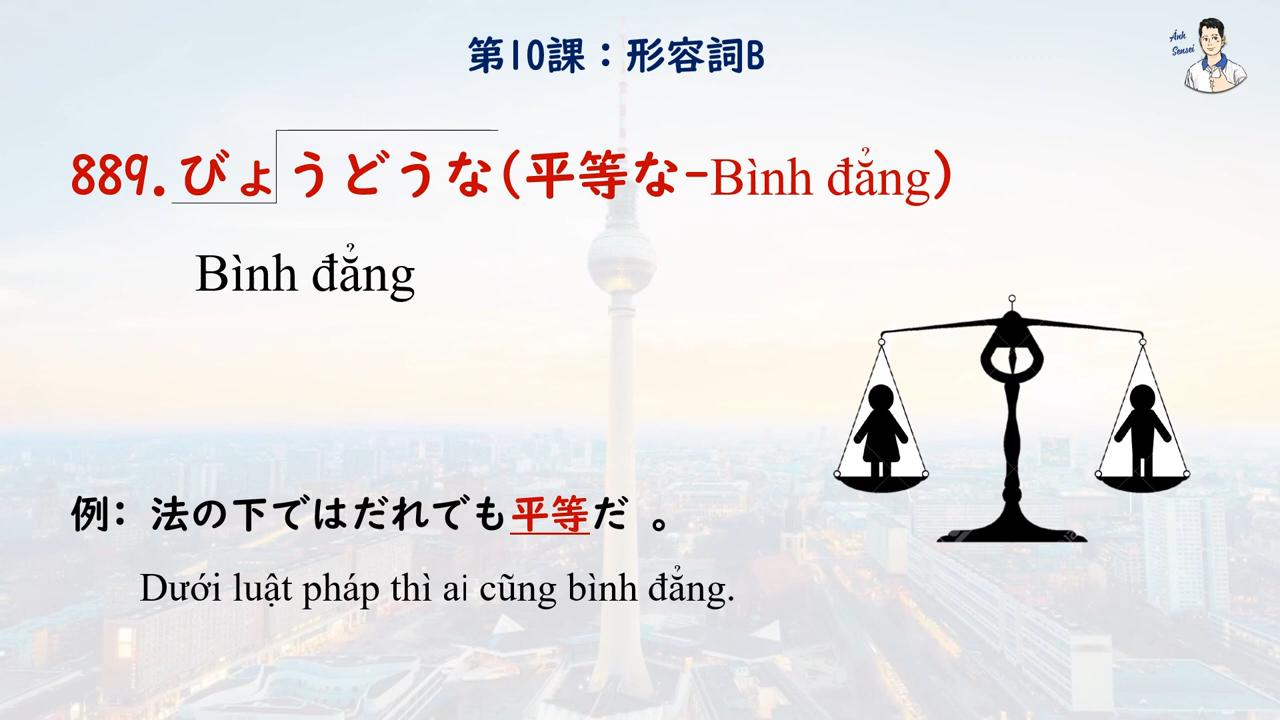 第10課：形容詞B
Ánh
Sensei
889.びょうどうな(平等な-Bình đẳng)
Bình đẳng
例: 法の下ではだれでも平等だ 。
Dưới luật pháp thì ai cũng bình đẳng.